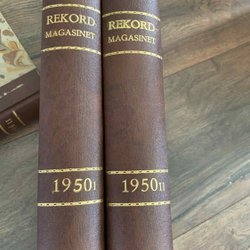 REKORD-
MAGASINET
1950 I
REKORD-
MAGASINET
1950 II